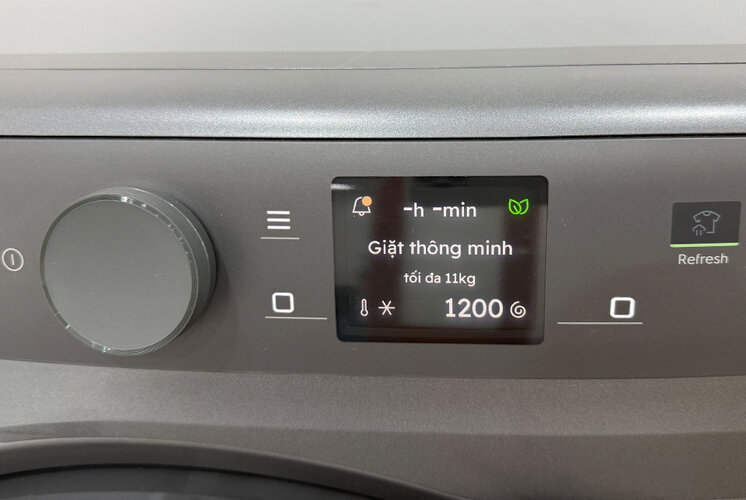 -h -min
Giặt thông minh
tối đa 11kg
1200
Refresh